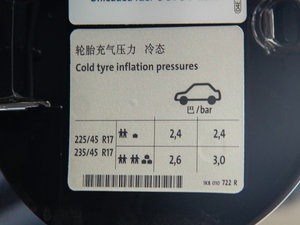 轮胎充气压力 冷态
Cold tyre inflation pressures
巴/bar
225/45 R17 2,4 2,4
235/45 R17 2,6 3,0
1K8 010 722 R